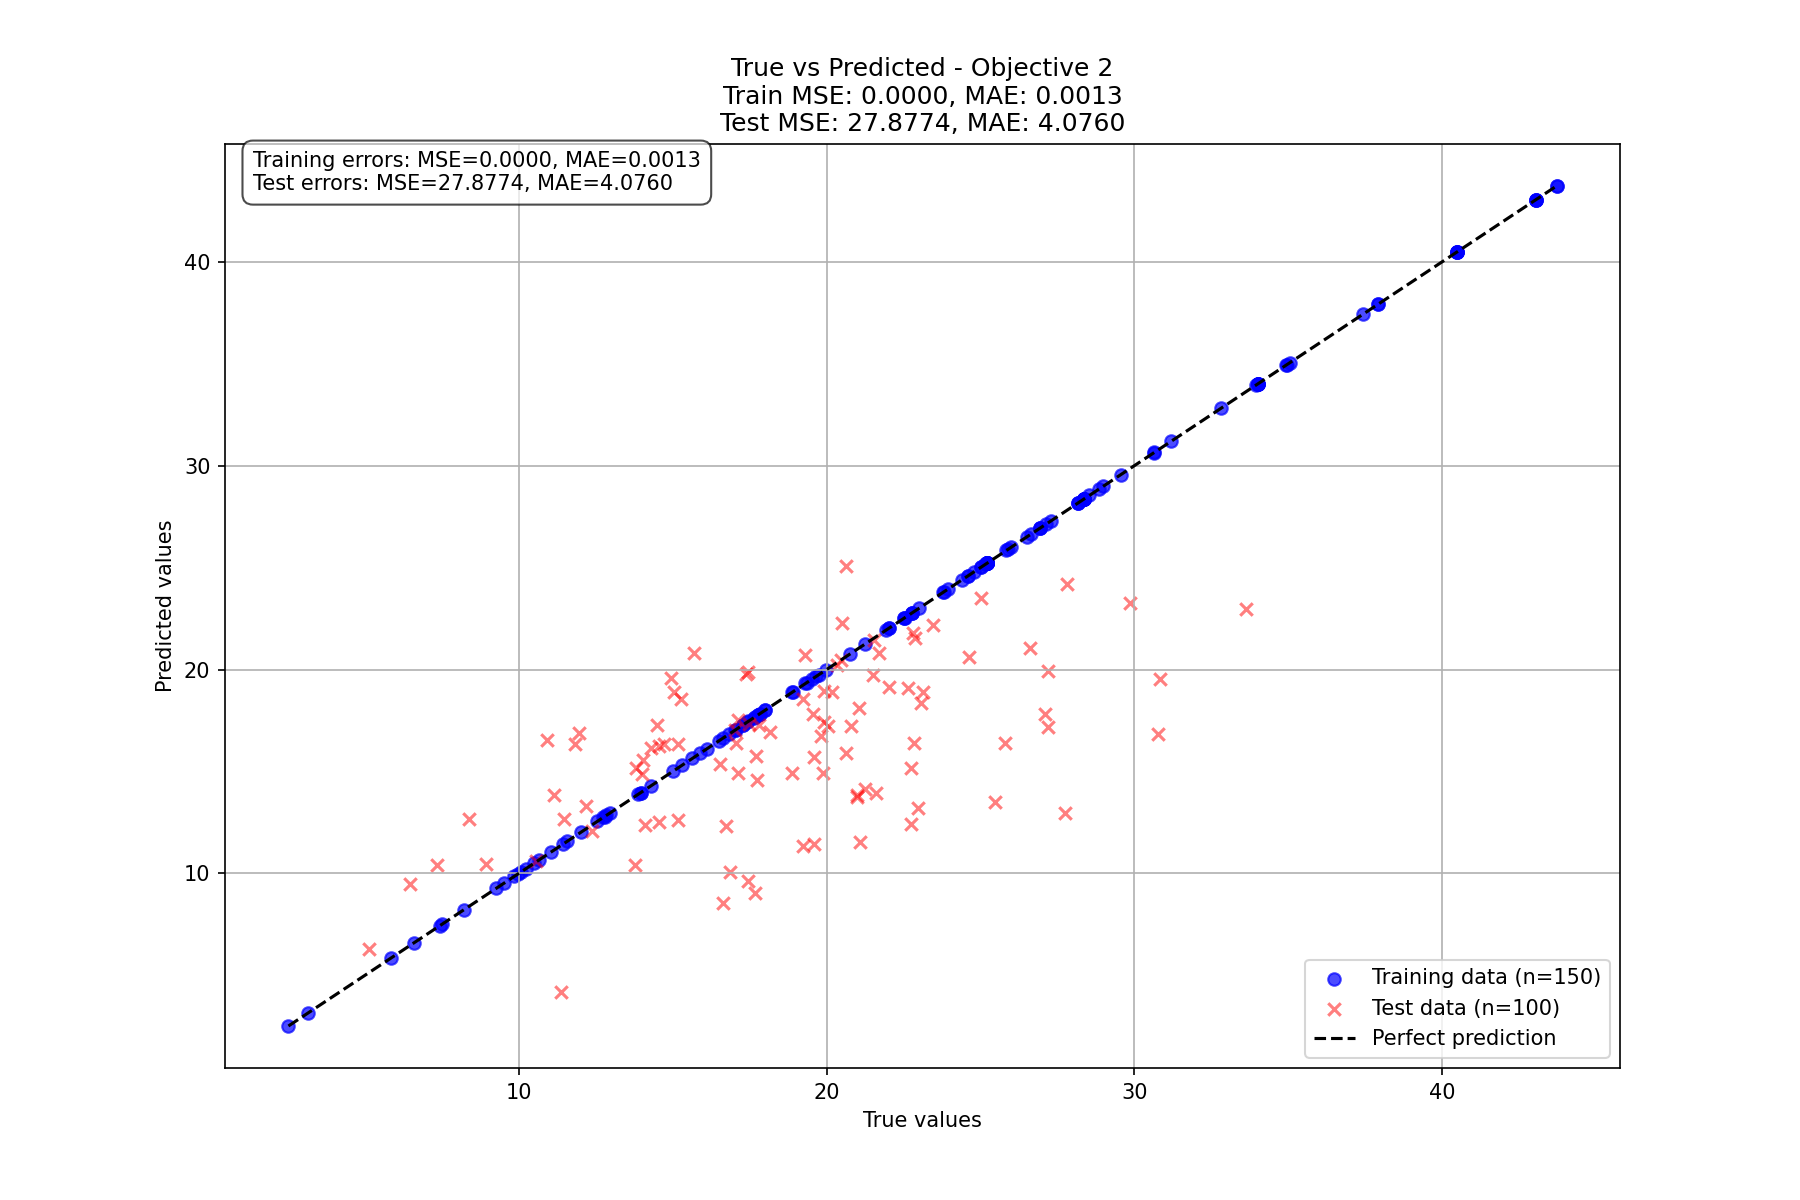 True vs Predicted - Objective 2
Train MSE: 0.0000, MAE: 0.0013
Test MSE: 27.8774, MAE: 4.0760
Training errors: MSE=0.0000, MAE=0.0013
Test errors: MSE=27.8774, MAE=4.0760
40
30
20
10
Predicted values
Training data (n=150)
Test data (n=100)
Perfect prediction
10 20 30 40
True values